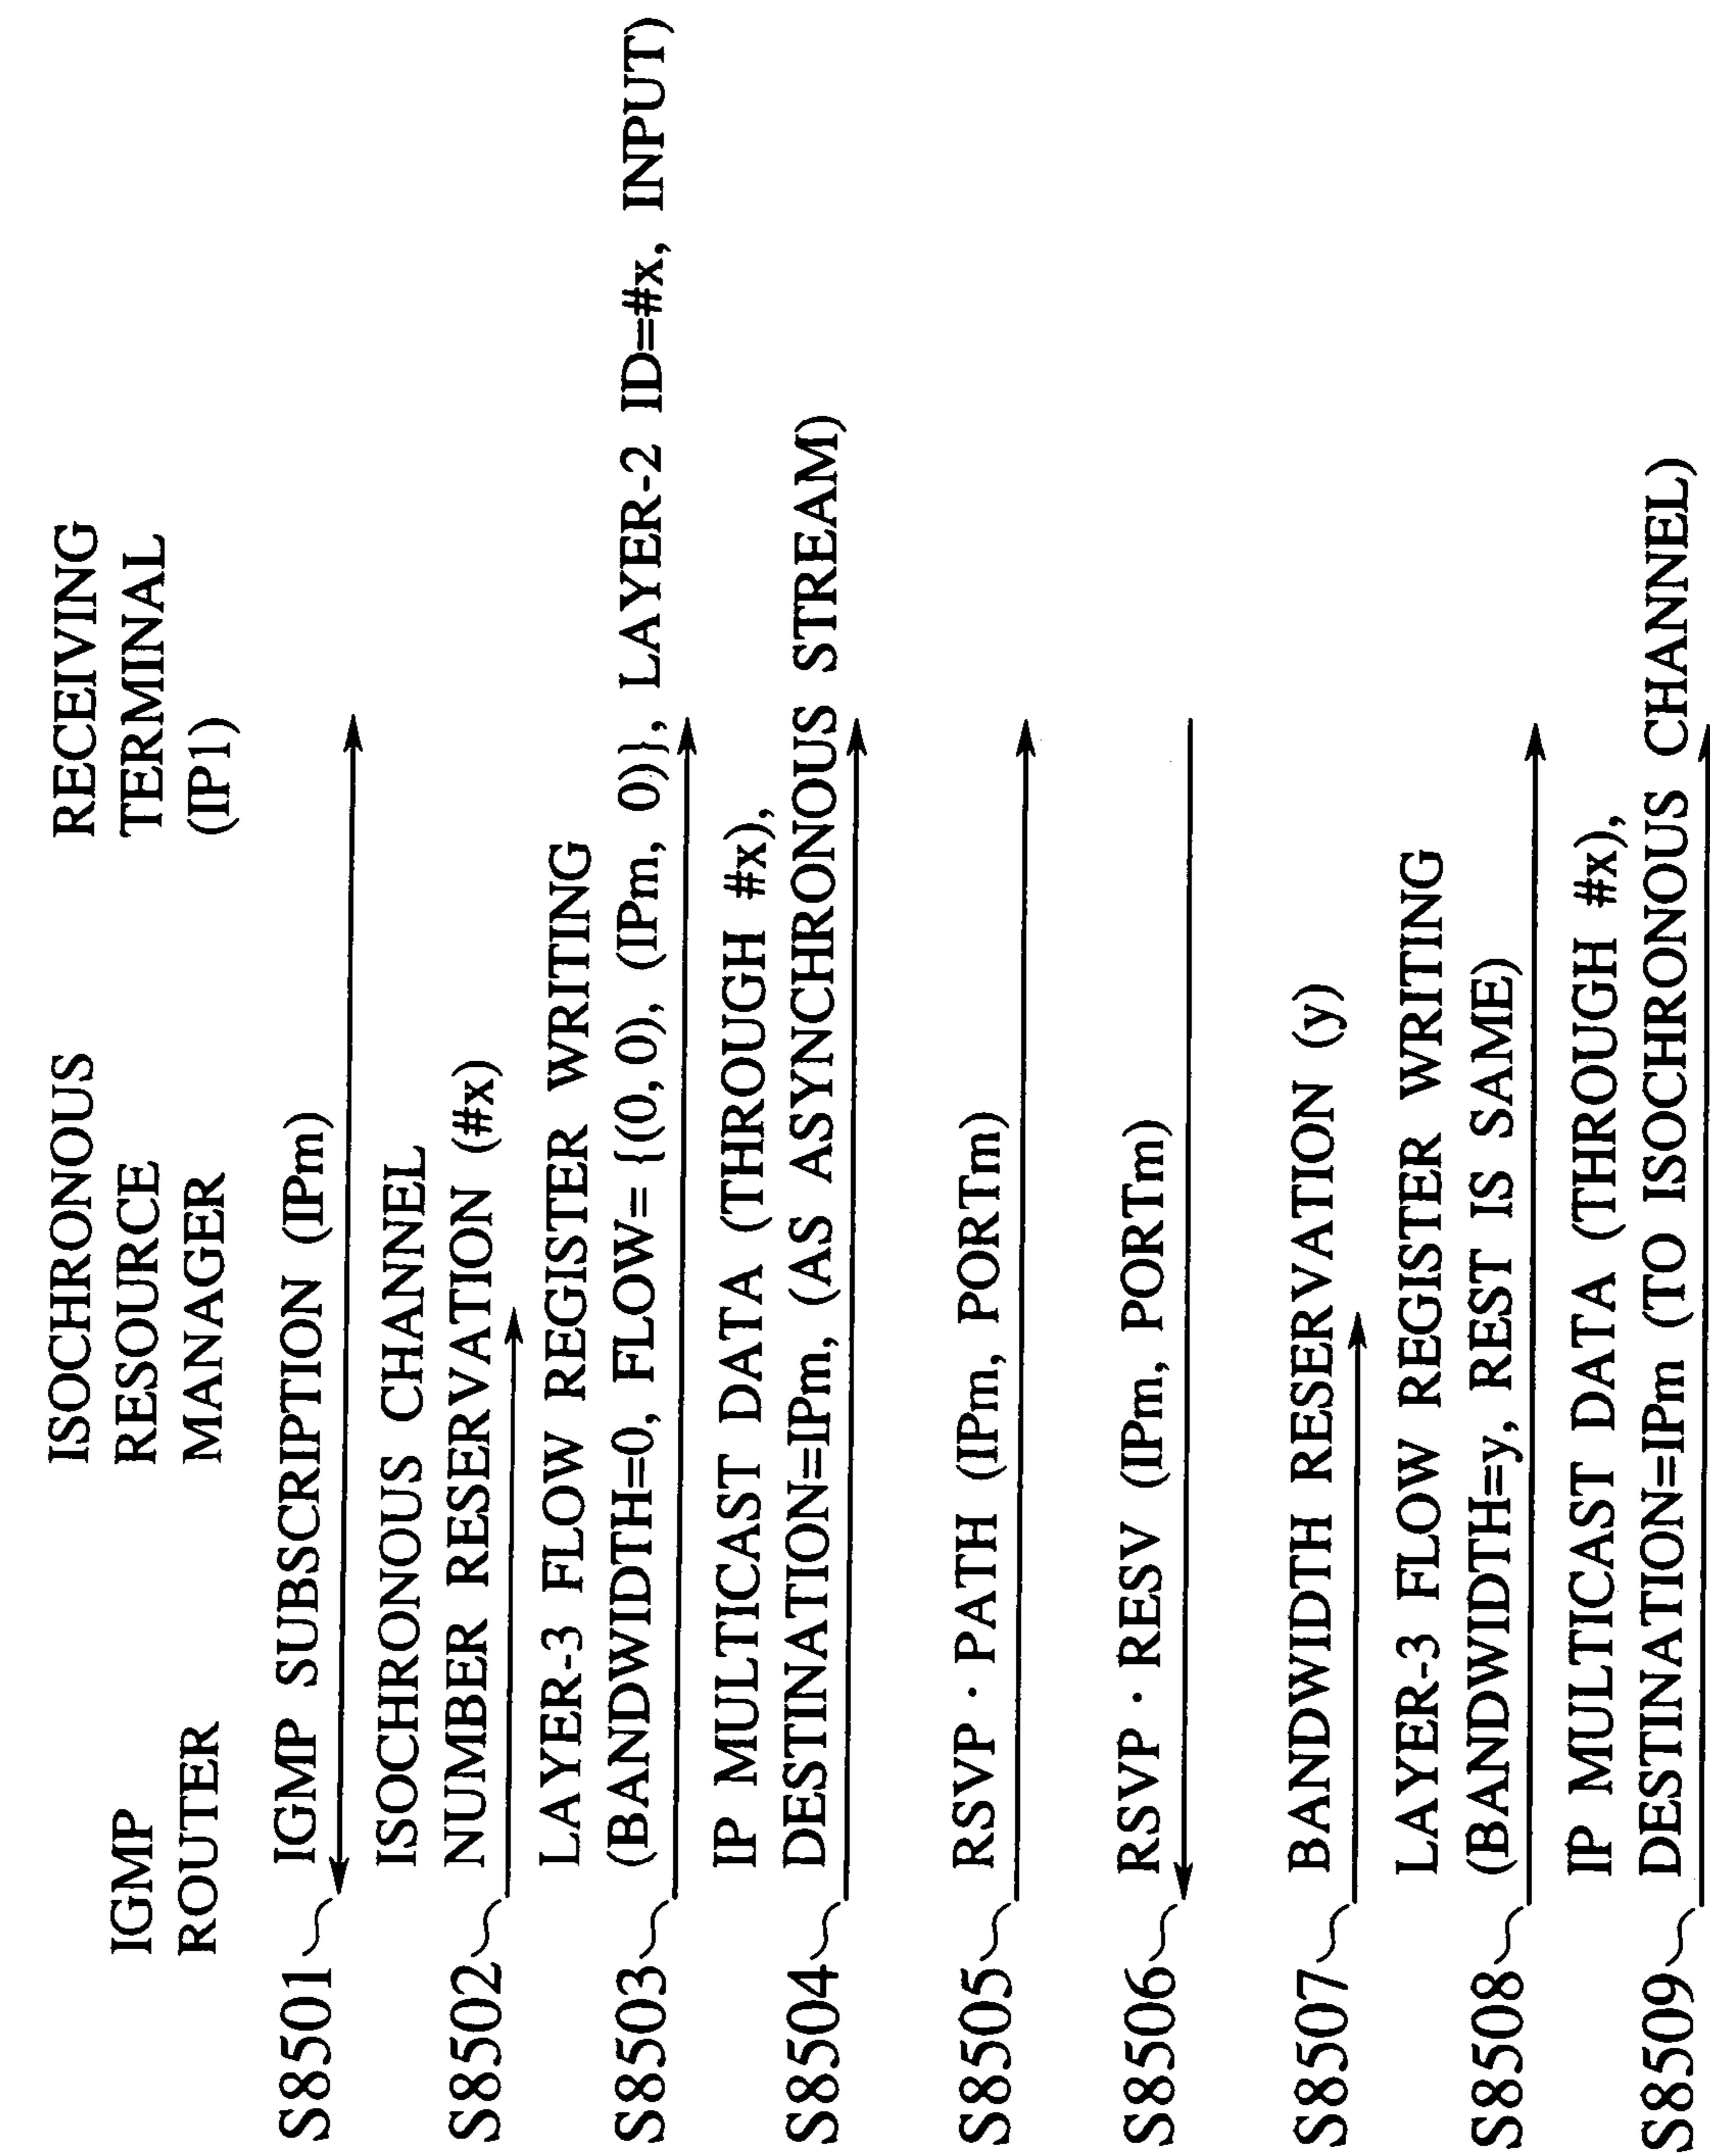 IGMP
ROUTER
ISOCHRONOUS
RESOURCE
MANAGER
RECEIVING
TERMINAL
(IP1)
S8501
IGMP SUBSCRIPTION (IPm)
S8502
ISOCHRONOUS CHANNEL
NUMBER RESERVATION (#x)
S8503
LAYER-3 FLOW REGISTER WRITING
(BANDWIDTH=0, FLOW= {(0, 0), (IPm, 0)}, LAYER-2 ID=#x, INPUT)
S8504
IP MULTICAST DATA (THROUGH #x),
DESTINATION=IPm, (AS ASYNCHRONOUS STREAM)
S8505
RSVP · PATH (IPm, PORTm)
S8506
RSVP · RESV (IPm, PORTm)
S8507
BANDWIDTH RESERVATION (y)
S8508
LAYER-3 FLOW REGISTER WRITING
(BANDWIDTH=y, REST IS SAME)
S8509
IP MULTICAST DATA (THROUGH #x),
DESTINATION=IPm (TO ISOCHRONOUS CHANNEL)